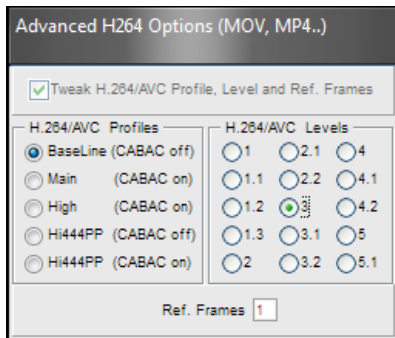 Advanced H264 Options (MOV, MP4..)
Tweak H.264/AVC Profile, Level and Ref. Frames
H.264/AVC Profiles
BaseLine (CABAC off)
Main (CABAC on)
High (CABAC on)
Hi444PP (CABAC off)
Hi444PP (CABAC on)
H.264/AVC Levels
1 2.1 4
1.1 2.2 4.1
1.2 3 4.2
1.3 3.1 5
2 3.2 5.1
Ref. Frames 1